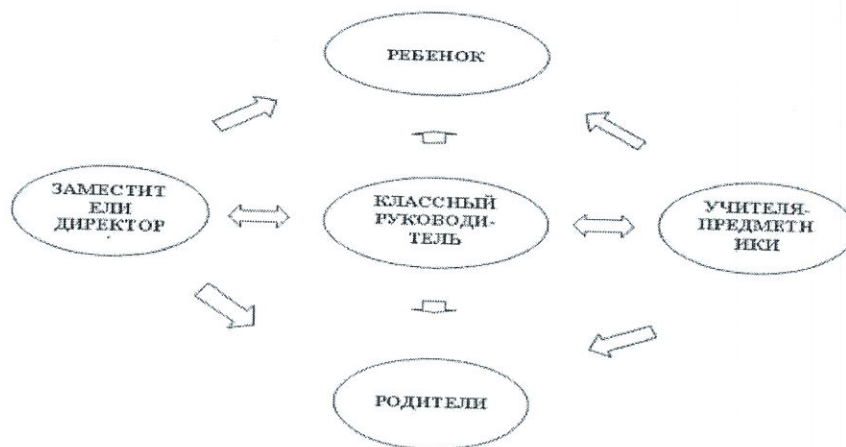 РЕБЕНОК
ЗАМЕСТИТ
ЕЛИ
ДИРЕКТОР
КЛАССНЫЙ
РУКОВОДИ-
ТЕЛЬ
УЧИТЕЛЯ-
ПРЕДМЕТН
ИКИ
РОДИТЕЛИ